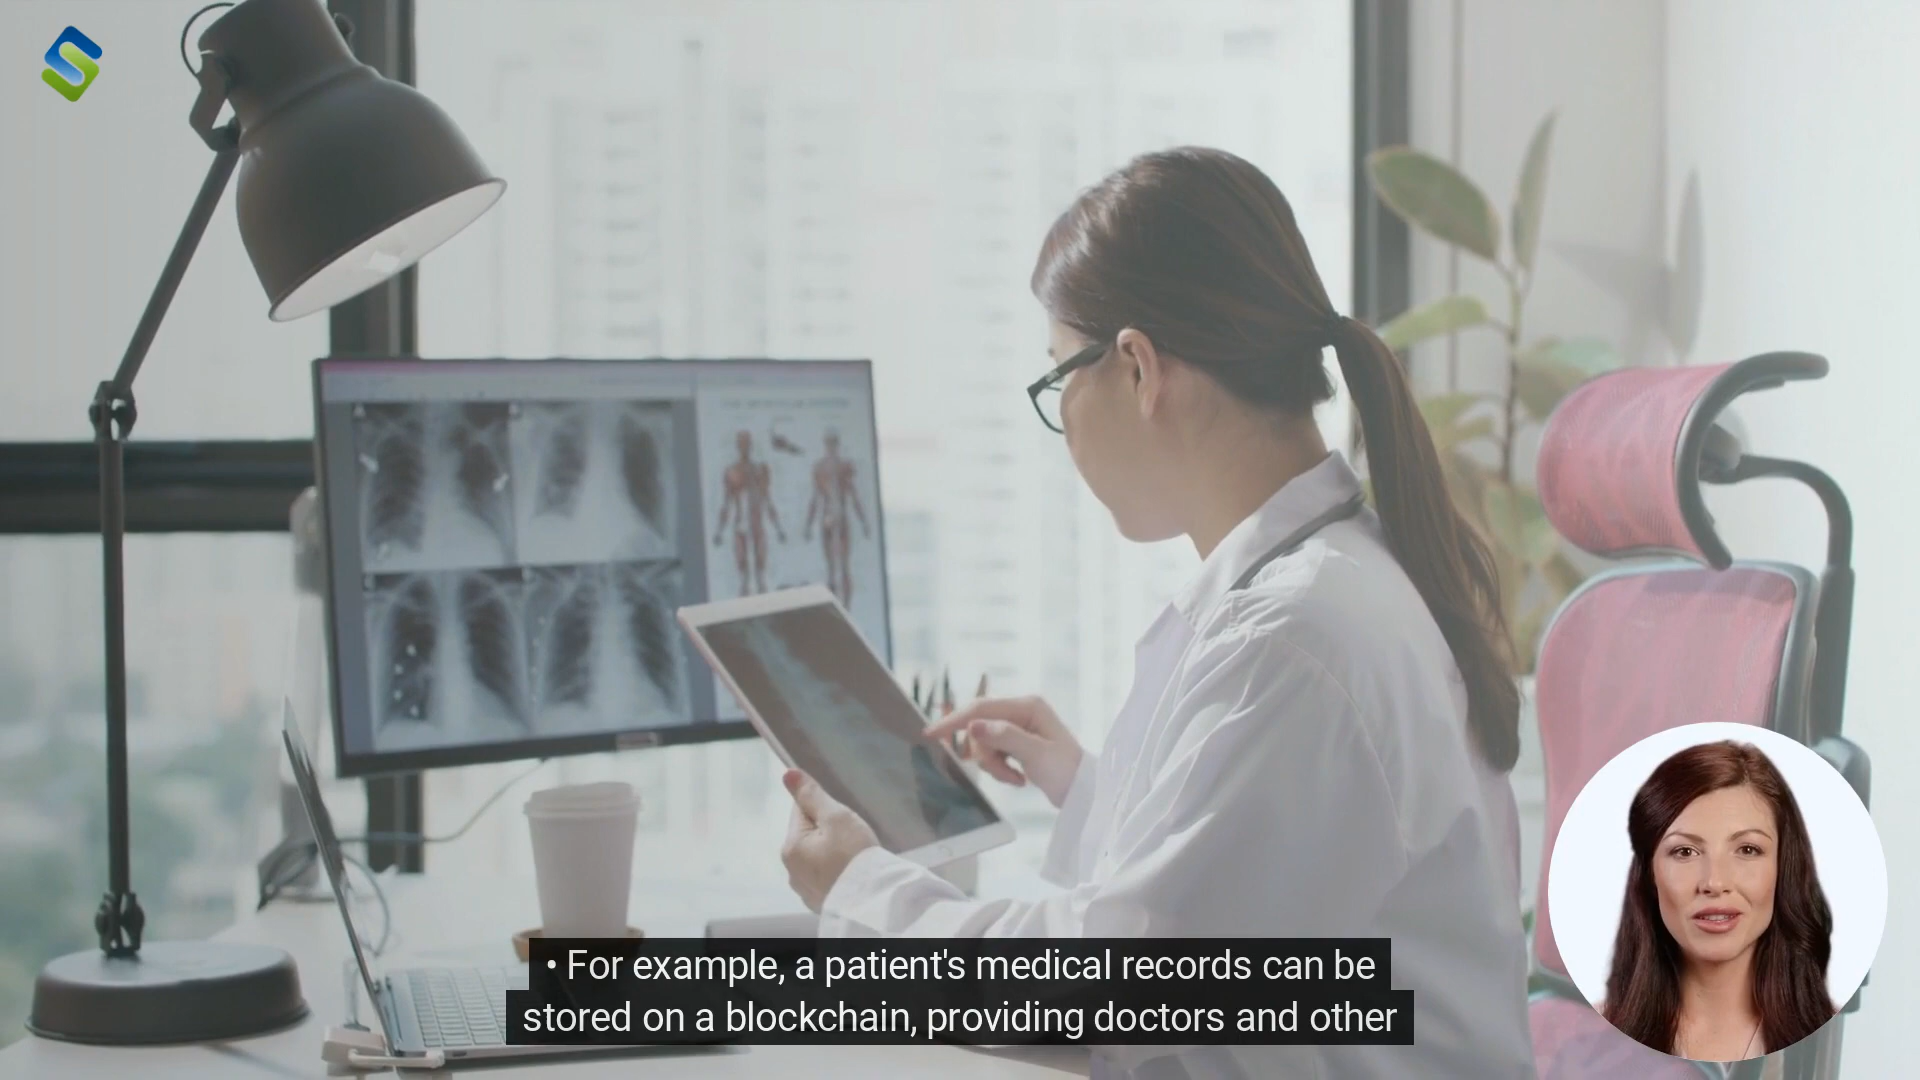 • For example, a patient's medical records can be
stored on a blockchain, providing doctors and other